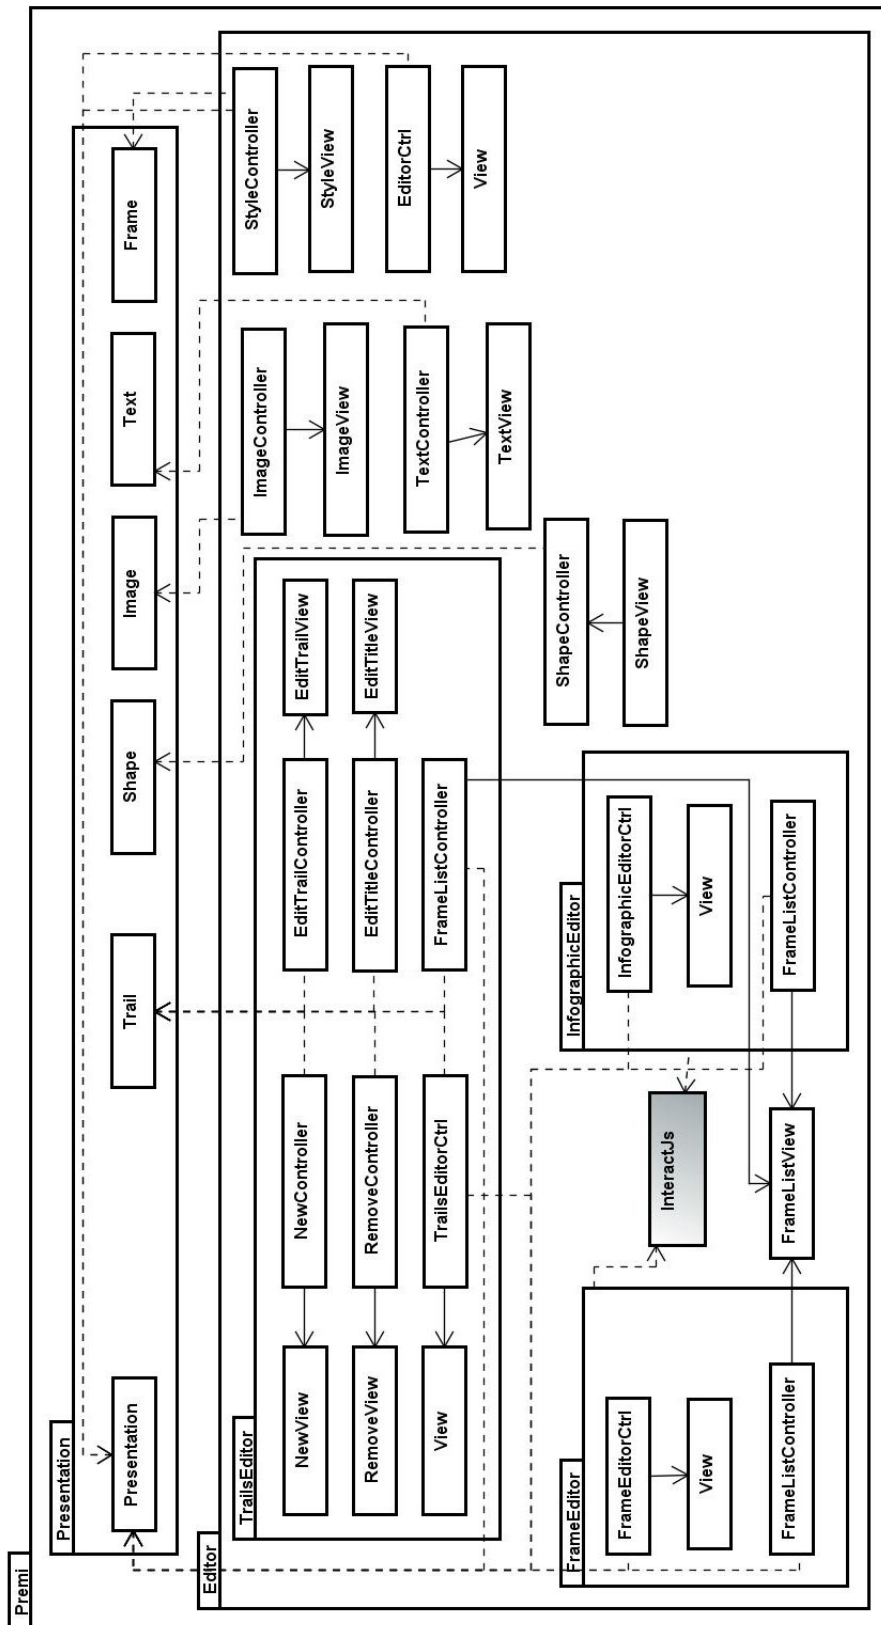 Premi
Presentation
Presentation
Trail
Shape
Image
Text
Frame
Editor
TrailsEditor
NewView
NewController
EditTrailController
EditTrailView
RemoveView
RemoveController
EditTitleController
EditTitleView
View
TrailsEditorCtrl
FrameListController
ImageController
ImageView
StyleController
StyleView
TextController
TextView
EditorCtrl
View
ShapeController
ShapeView
FrameEditor
FrameEditorCtrl
View
FrameListController
InteractJs
FrameListView
InfographicEditor
InfographicEditorCtrl
View
FrameListController